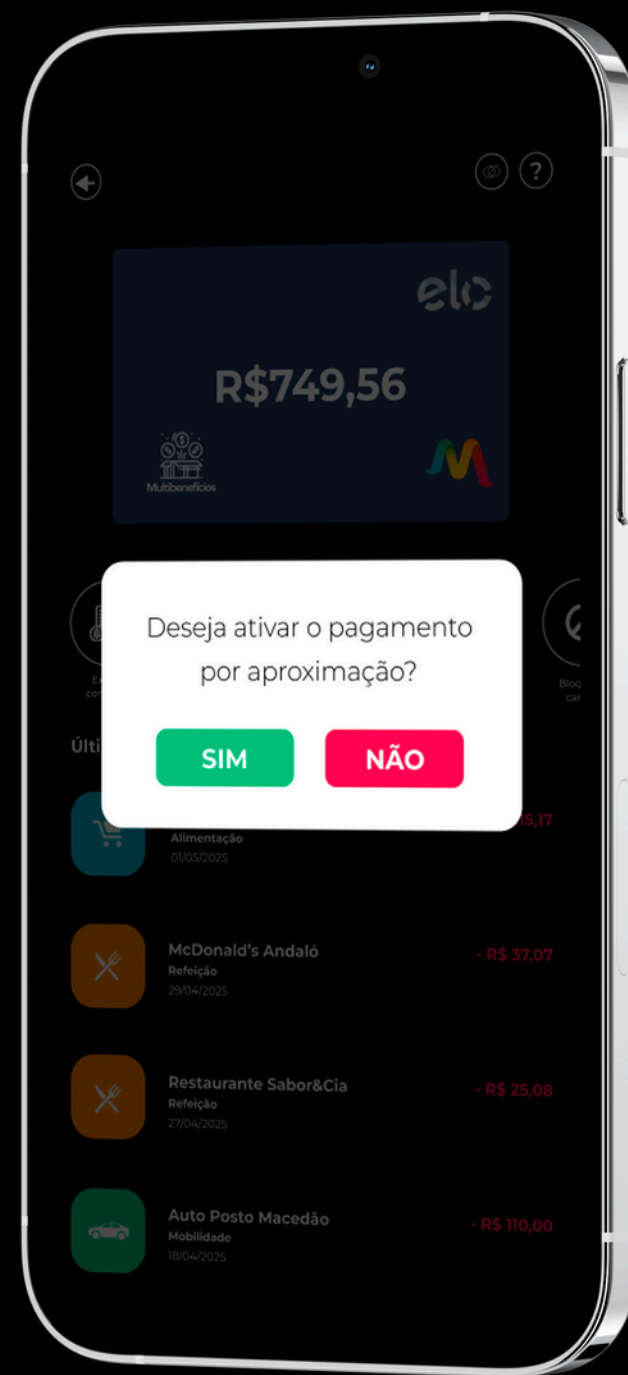 ?
elo
R$749,56
Multibenefícios
Deseja ativar o pagamento
por aproximação?
SIM
NÃO
Alimentação
01/05/2025
McDonald's Andaló
- R$ 37,07
Refeição
29/04/2025
Restaurante Sabor&Cia
- R$ 25,08
Refeição
27/04/2025
Auto Posto Macedão
- R$ 110,00
Mobilidade
18/04/2025